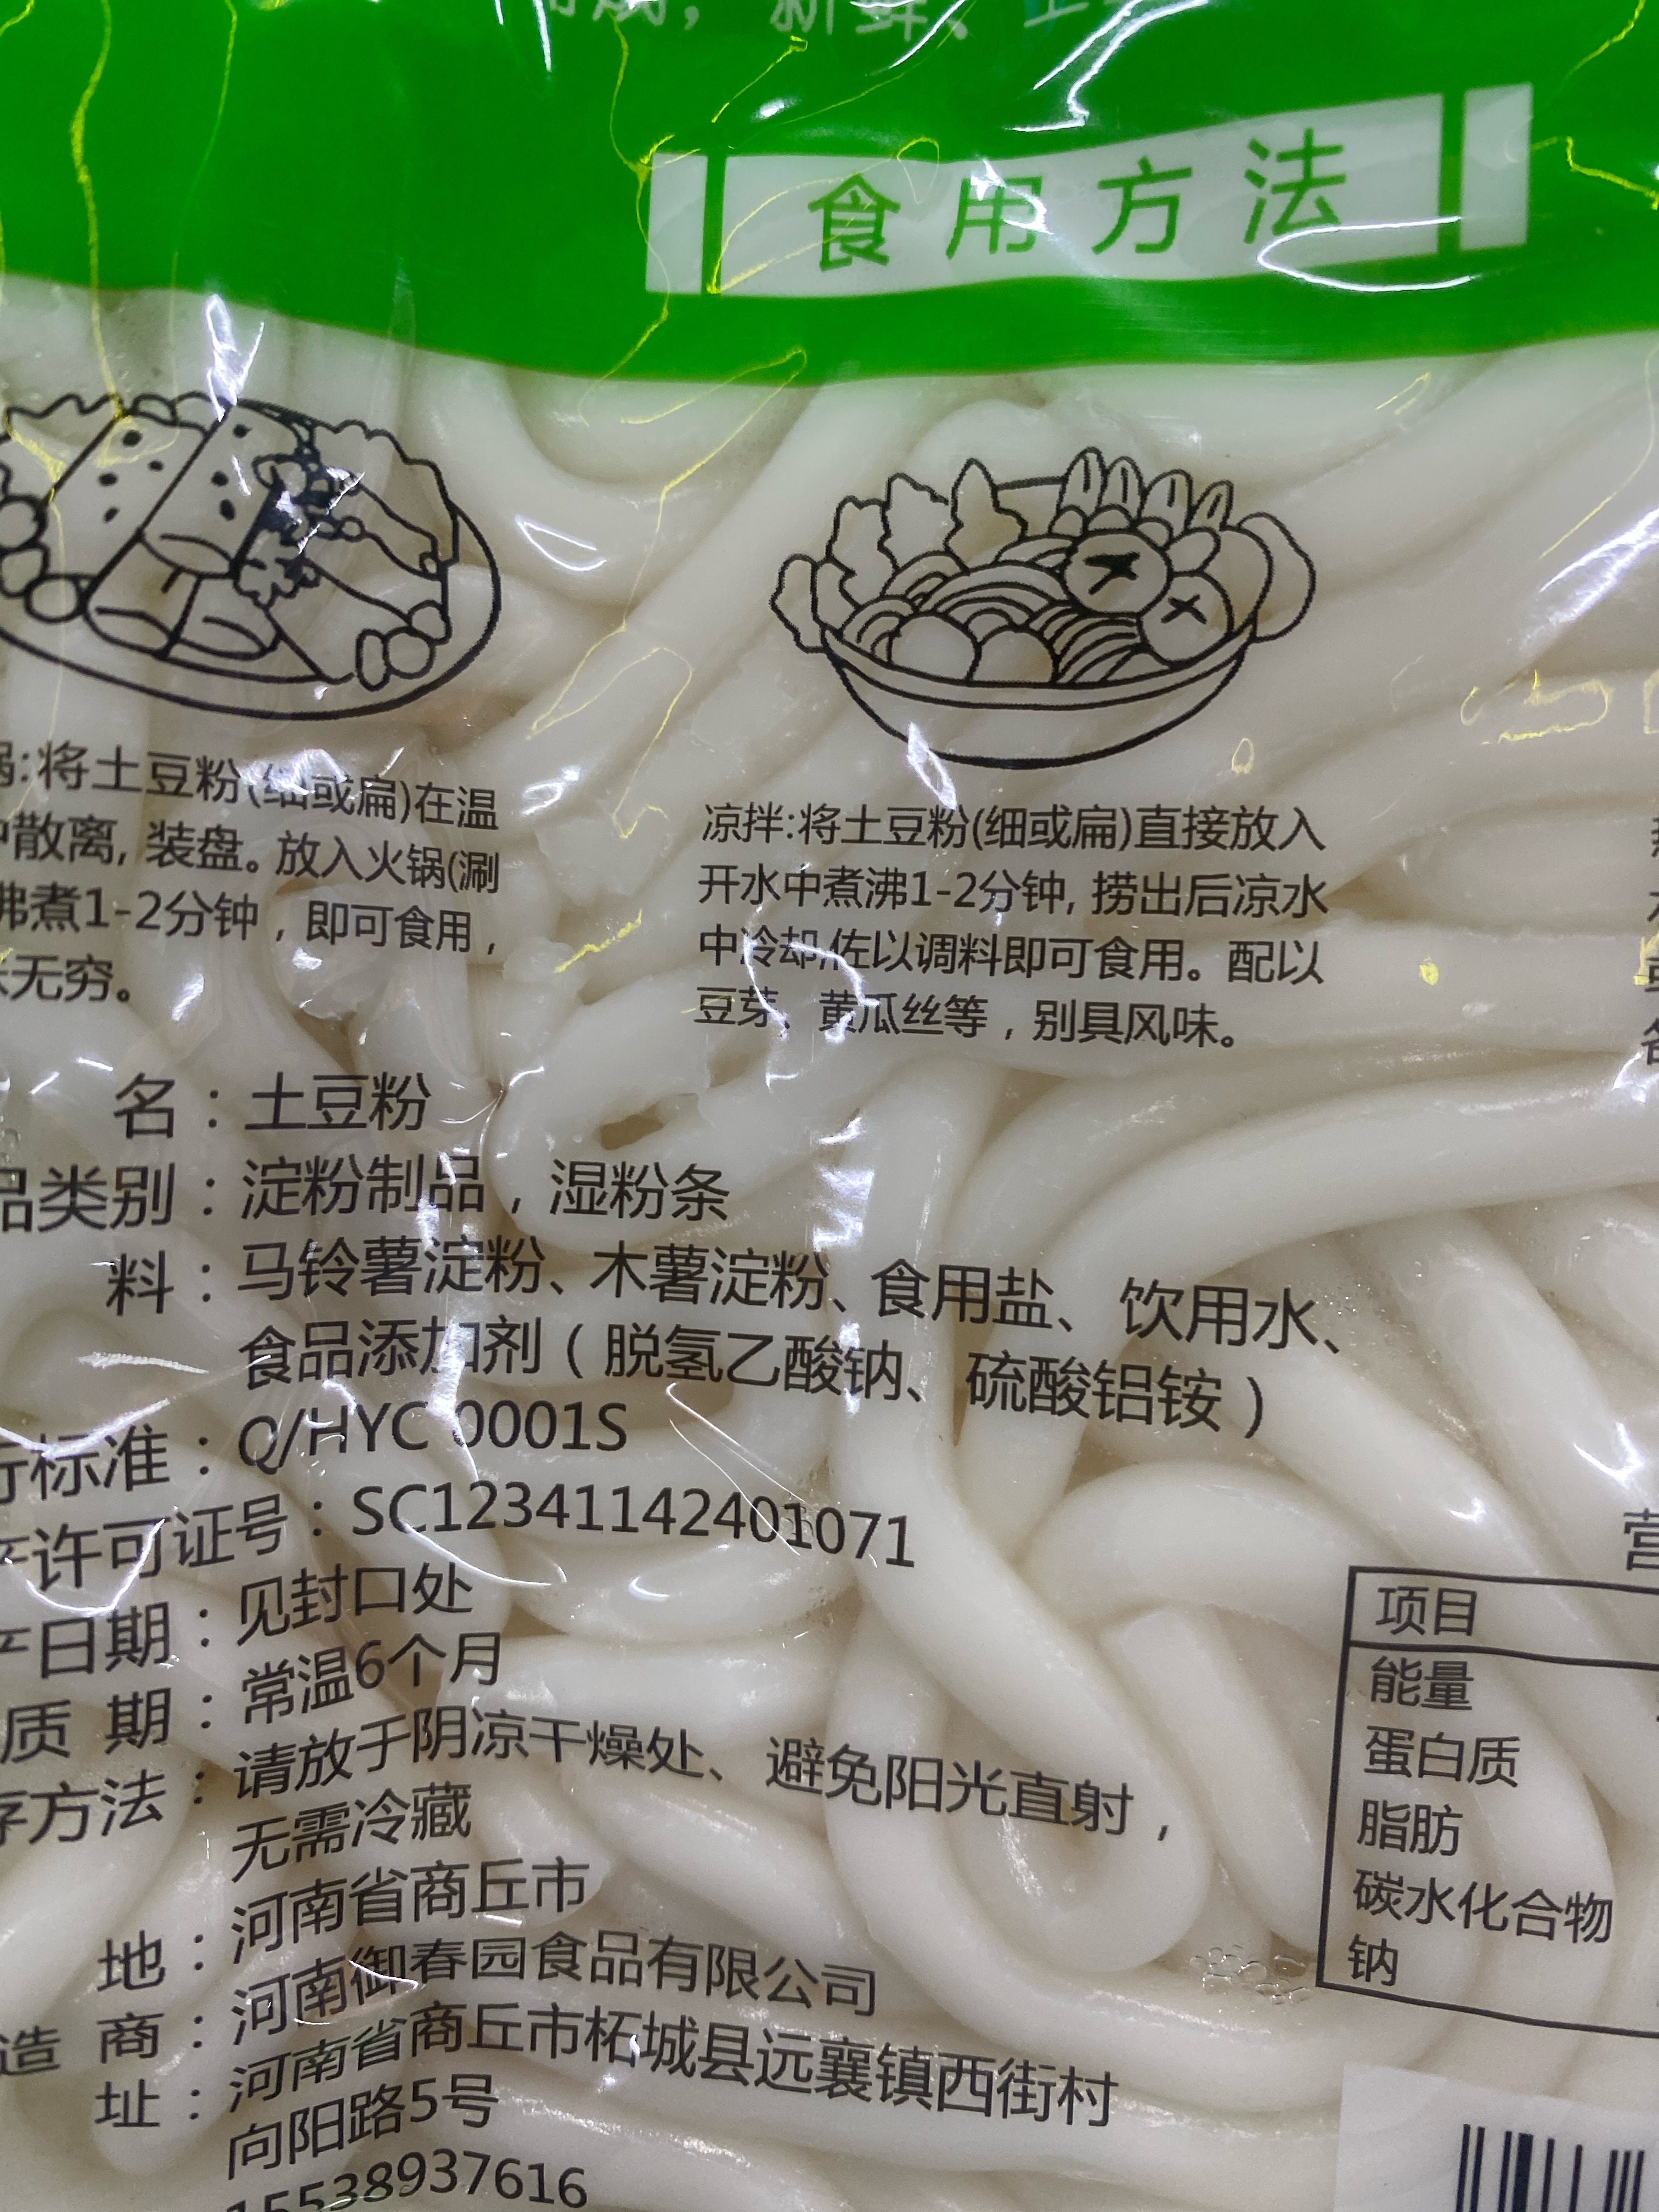 新鲜、
食用方法
:将土豆粉(细或扁)在温
散离,装盘。放入火锅(涮
沸煮1-2分钟，即可食用，
无穷。
凉拌:将土豆粉(细或扁)直接放入
开水中煮沸1-2分钟,捞出后凉水
中冷却,佐以调料即可食用。配以
豆芽、黄瓜丝等，别具风味。
名：土豆粉
品类别：淀粉制品，湿粉条
料：马铃薯淀粉、木薯淀粉、食用盐、饮用水、
食品添加剂（脱氢乙酸钠、硫酸铝铵）
标准：Q/HYC 0001S
许可证号：SC12341142401071
日期：见封口处
质 期：常温6个月
方法：请放于阴凉干燥处、避免阳光直射，
无需冷藏
地：河南省商丘市
造 商：河南御春园食品有限公司
址：河南省商丘市柘城县远襄镇西街村
向阳路5号
15538937616
营
项目
能量
蛋白质
脂肪
碳水化合物
钠